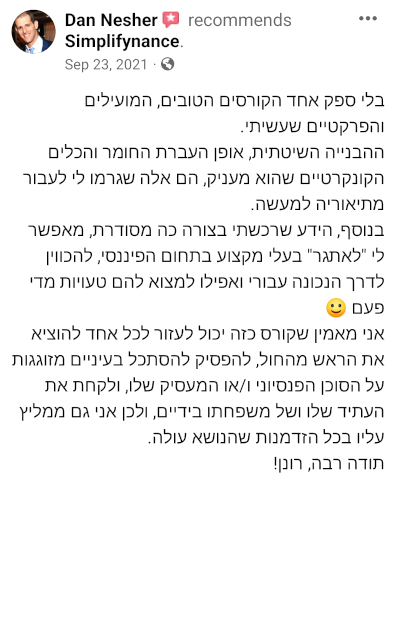 Dan Nesher recommends
Simplifynance.
Sep 23, 2021 ·
בלי ספק אחד הקורסים הטובים, המועילים
והפרקטיים שעשיתי.
ההבנייה השיטתית, אופן העברת החומר והכלים
הקונקרטיים שהוא מעניק, הם אלה שגרמו לי לעבור
מתיאוריה למעשה.
בנוסף, הידע שרכשתי בצורה כה מסודרת, מאפשר
לי "לאתגר" בעלי מקצוע בתחום הפיננסי, להכווין
לדרך הנכונה עבורי ואפילו למצוא להם טעויות מדי
פעם 🙂
אני מאמין שקורס כזה יכול לעזור לכל אחד להוציא
את הראש מהחול, להפסיק להסתכל בעיניים מזוגגות
על הסוכן הפנסיוני ו/או המעסיק שלו, ולקחת את
העתיד שלו ושל משפחתו בידיים, ולכן אני גם ממליץ
עליו בכל הזדמנות שהנושא עולה.
תודה רבה, רונן!